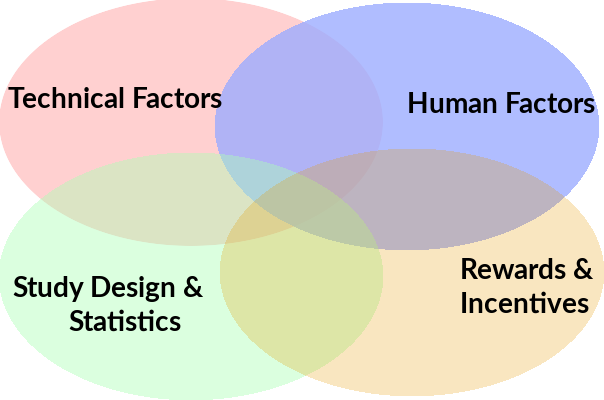 Technical Factors
Human Factors
Study Design &
Statistics
Rewards &
Incentives